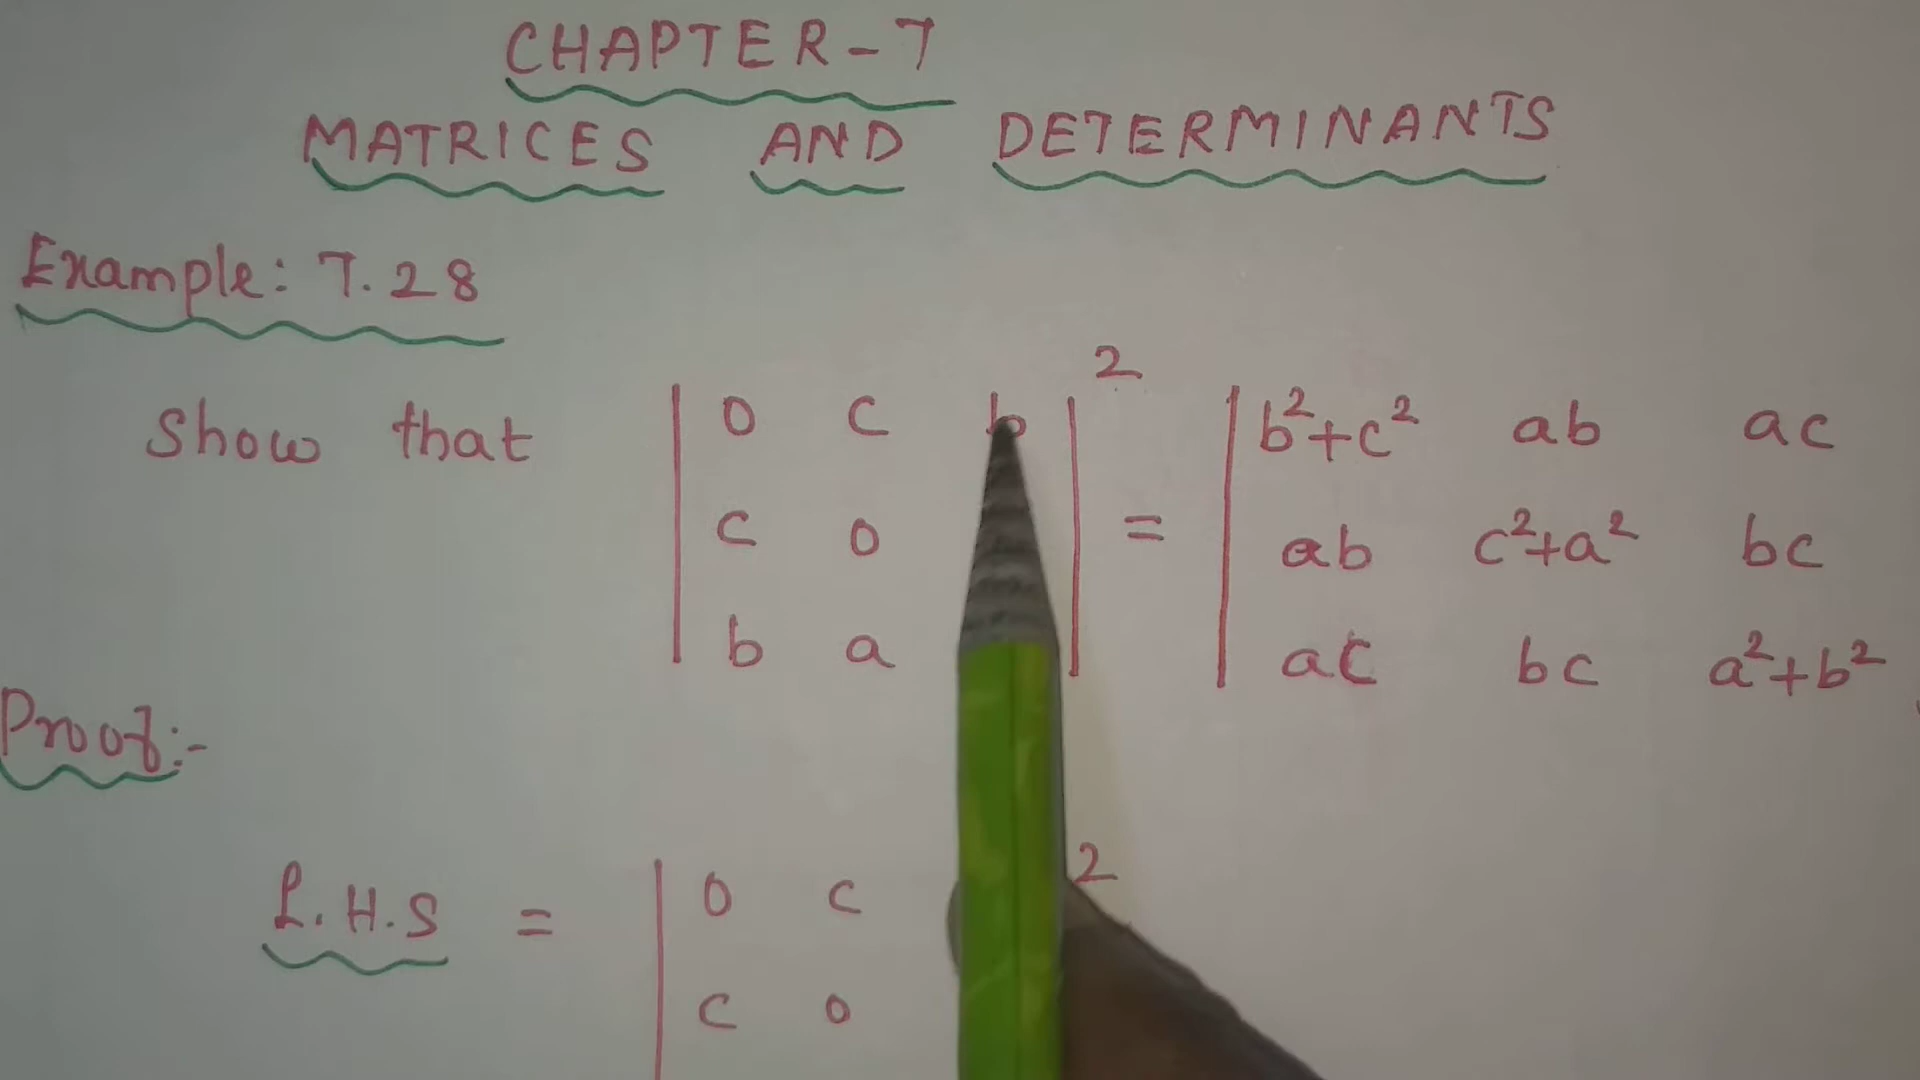 CHAPTER-7
MATRICES AND DETERMINANTS
Example: 7.28
Show that | 0 c b |² = | b²+c² ab ac
| c 0 | | ab c²+a² bc
| b a | | ac bc a²+b²
Proof:-
L.H.S = | 0 c 2
| c 0